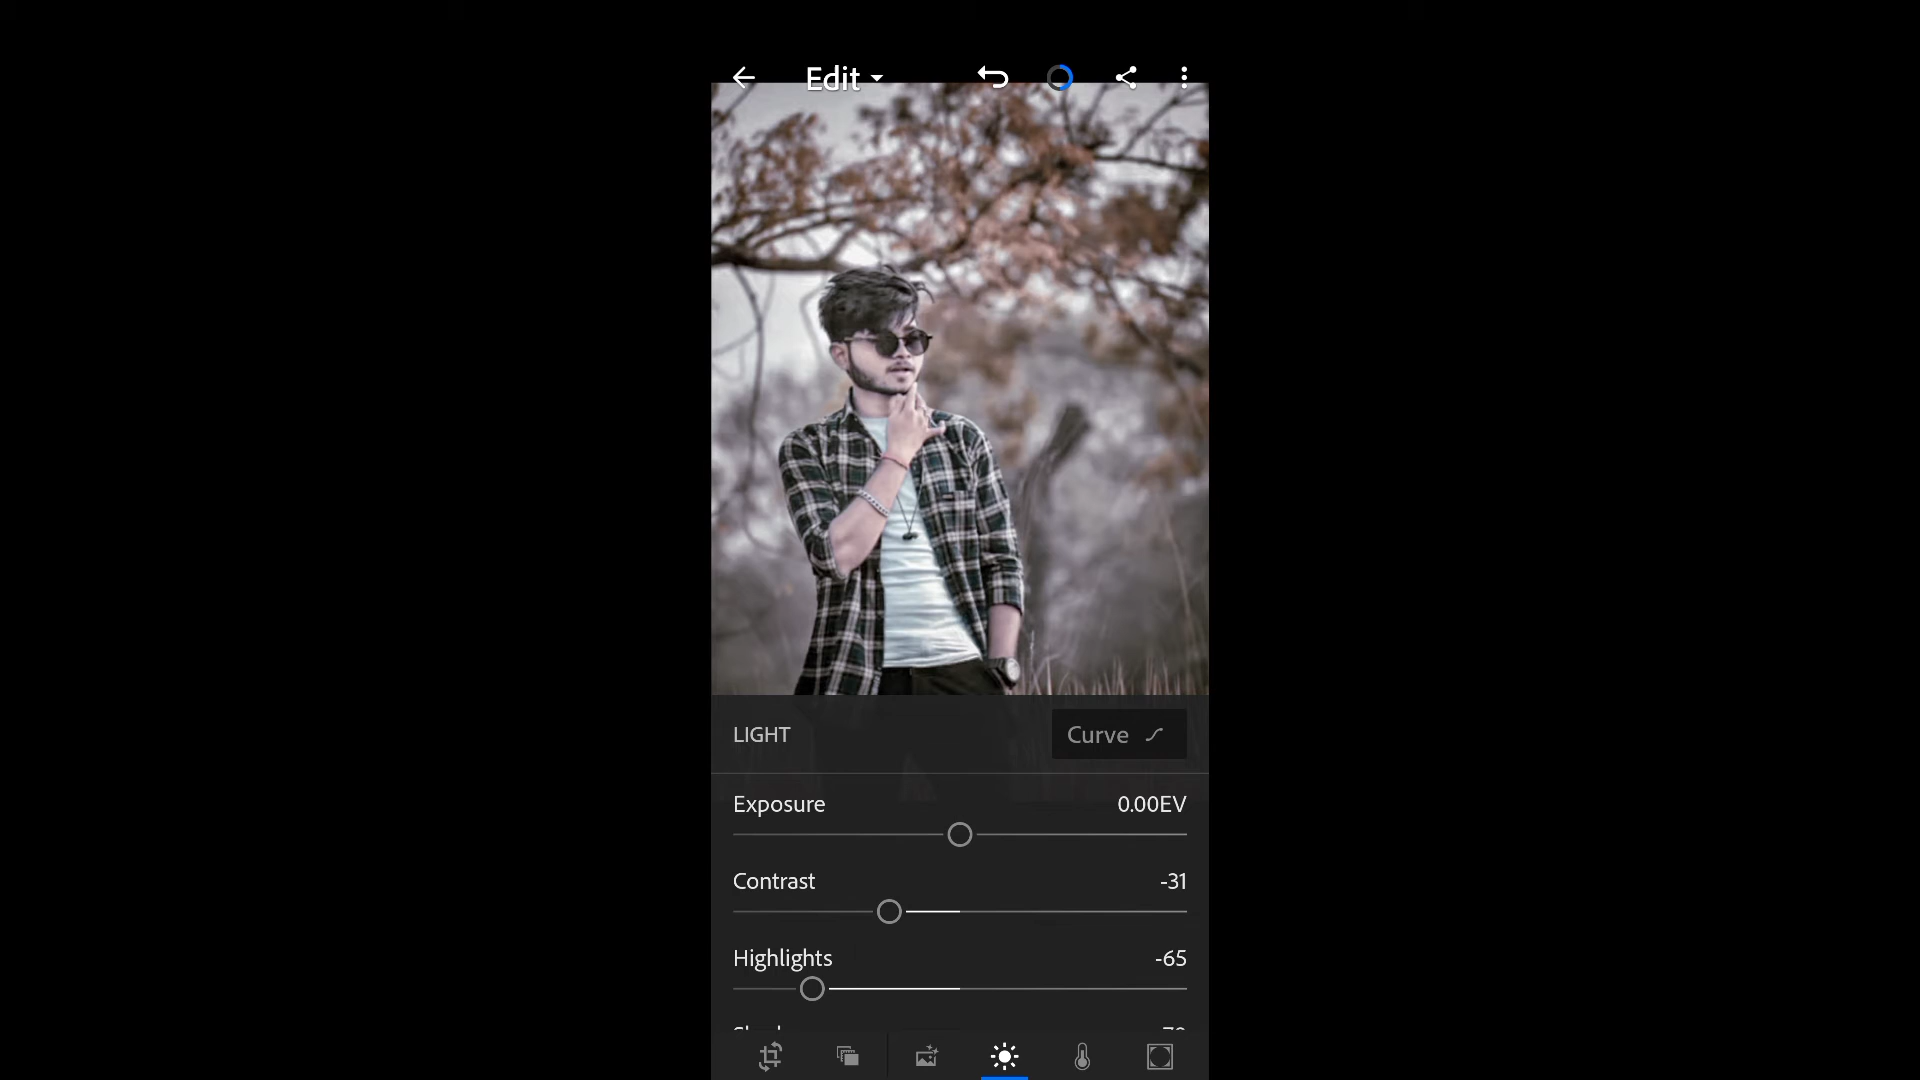 Edit
LIGHT
Curve
Exposure 0.00EV
Contrast -31
Highlights -65